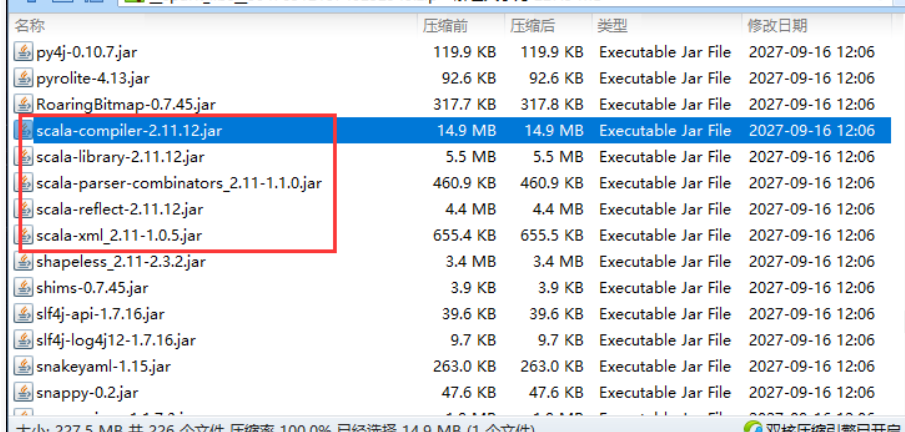 名称 压缩前 压缩后 类型 修改日期
py4j-0.10.7.jar 119.9 KB 119.9 KB Executable Jar File 2027-09-16 12:06
pyrolite-4.13.jar 92.6 KB 92.6 KB Executable Jar File 2027-09-16 12:06
RoaringBitmap-0.7.45.jar 317.7 KB 317.8 KB Executable Jar File 2027-09-16 12:06
scala-compiler-2.11.12.jar 14.9 MB 14.9 MB Executable Jar File 2027-09-16 12:06
scala-library-2.11.12.jar 5.5 MB 5.5 MB Executable Jar File 2027-09-16 12:06
scala-parser-combinators_2.11-1.1.0.jar 460.9 KB 460.9 KB Executable Jar File 2027-09-16 12:06
scala-reflect-2.11.12.jar 4.4 MB 4.4 MB Executable Jar File 2027-09-16 12:06
scala-xml_2.11-1.0.5.jar 655.4 KB 655.5 KB Executable Jar File 2027-09-16 12:06
shapeless_2.11-2.3.2.jar 3.4 MB 3.4 MB Executable Jar File 2027-09-16 12:06
shims-0.7.45.jar 3.9 KB 3.9 KB Executable Jar File 2027-09-16 12:06
slf4j-api-1.7.16.jar 39.6 KB 39.6 KB Executable Jar File 2027-09-16 12:06
slf4j-log4j12-1.7.16.jar 9.7 KB 9.7 KB Executable Jar File 2027-09-16 12:06
snakeyaml-1.15.jar 263.0 KB 263.0 KB Executable Jar File 2027-09-16 12:06
snappy-0.2.jar 47.6 KB 47.6 KB Executable Jar File 2027-09-16 12:06
大小: 227.5 MB 共 226 个文件 压缩率 100.0% 已经选择 14.9 MB (1 个文件) 双核压缩引擎已开启